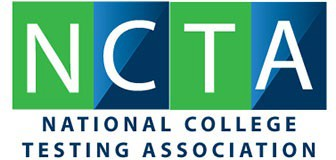 NCTA
NATIONAL COLLEGE
TESTING ASSOCIATION